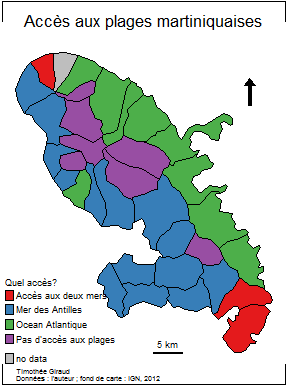 Accès aux plages martiniquaises
Quel accès?
Accès aux deux mers
Mer des Antilles
Ocean Atlantique
Pas d'accès aux plages
no data
5 km
Timothée Giraud
Données : l'auteur ; fond de carte : IGN, 2012